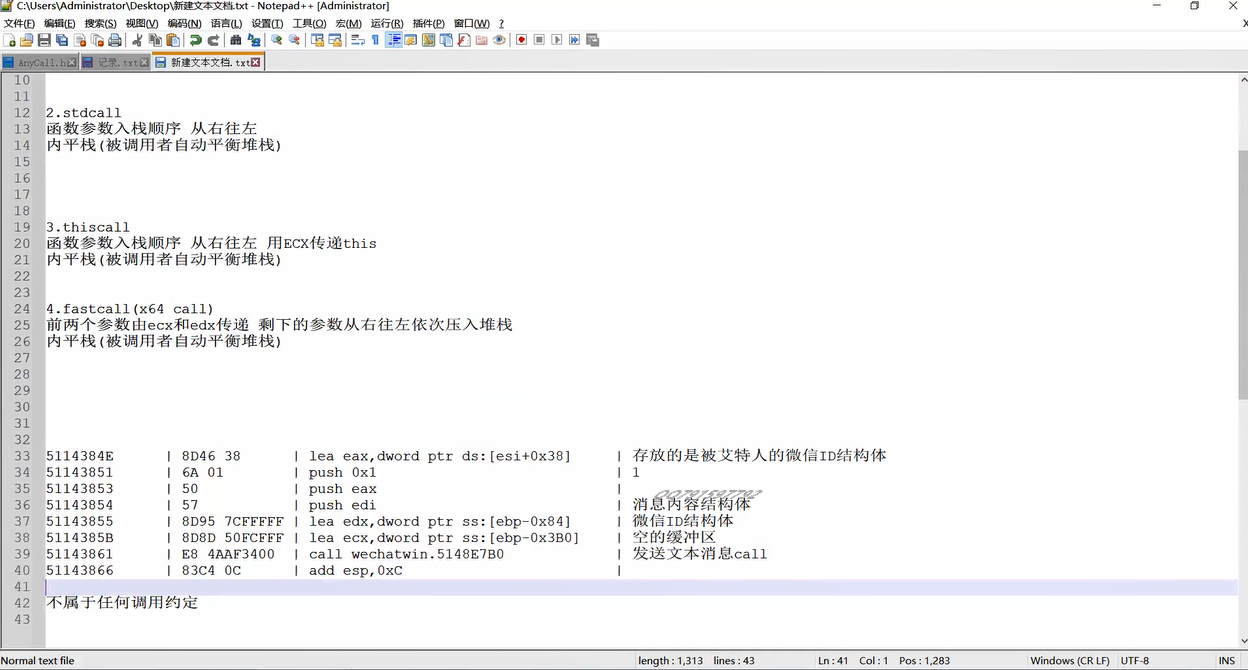 C:\Users\Administrator\Desktop\新建文本文档.txt - Notepad++ [Administrator]
文件(F) 编辑(E) 搜索(S) 视图(V) 编码(N) 语言(L) 设置(T) 工具(O) 宏(M) 运行(R) 插件(P) 窗口(W) ?
AnyCall.h 记录.txt 新建文本文档.txt
10
11
12 2.stdcall
13 函数参数入栈顺序 从右往左
14 内平栈(被调用者自动平衡堆栈)
15
16
17
18
19 3.thiscall
20 函数参数入栈顺序 从右往左 用ECX传递this
21 内平栈(被调用者自动平衡堆栈)
22
23
24 4.fastcall(x64 call)
25 前两个参数由ecx和edx传递 剩下的参数从右往左依次压入堆栈
26 内平栈(被调用者自动平衡堆栈)
27
28
29
30
31
32
33 5114384E | 8D46 38 | lea eax,dword ptr ds:[esi+0x38] | 存放的是被艾特人的微信ID结构体
34 51143851 | 6A 01 | push 0x1 | 1
35 51143853 | 50 | push eax |
QQ791597792
36 51143854 | 57 | push edi | 消息内容结构体
37 51143855 | 8D95 7CFFFFFF | lea edx,dword ptr ss:[ebp-0x84] | 微信ID结构体
38 5114385B | 8D8D 50FCFFFF | lea ecx,dword ptr ss:[ebp-0x3B0] | 空的缓冲区
39 51143861 | E8 4AAF3400 | call wechatwin.5148E7B0 | 发送文本消息call
40 51143866 | 83C4 0C | add esp,0xC |
41
42 不属于任何调用约定
43
Normal text file length : 1,313 lines : 43 Ln : 41 Col : 1 Pos : 1,283 Windows (CR LF) UTF-8 INS